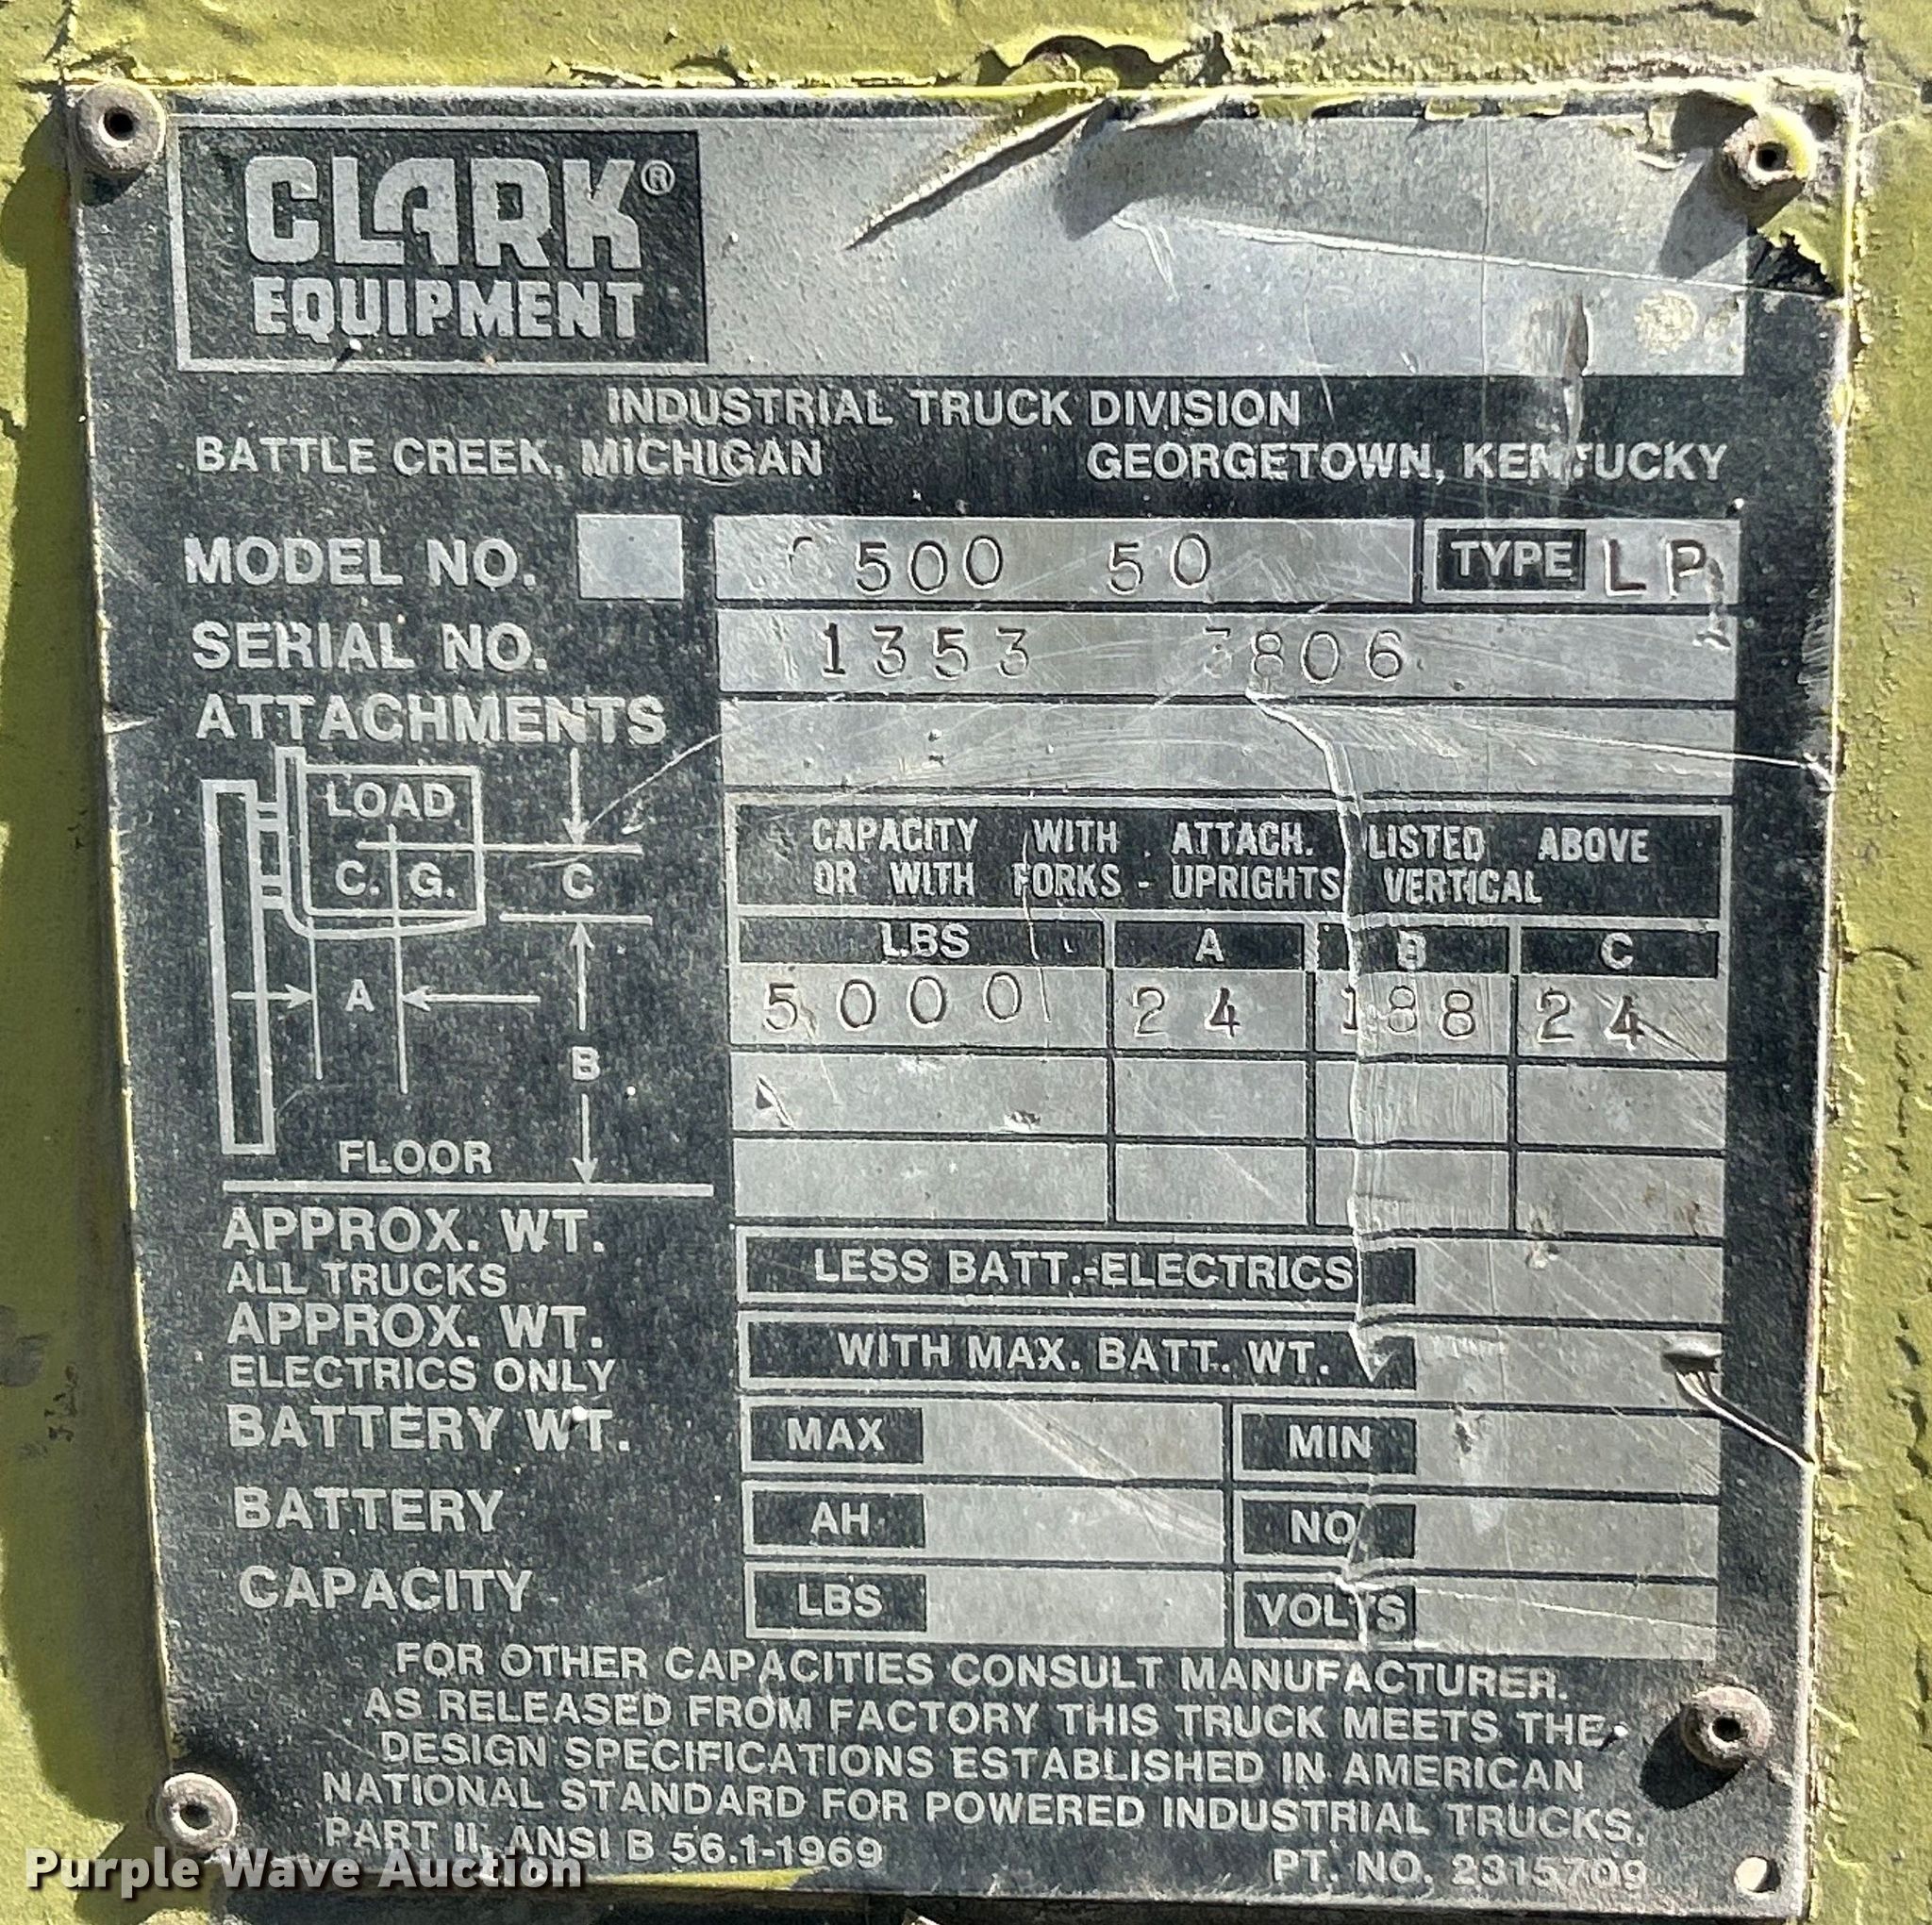 CLARK®
EQUIPMENT
INDUSTRIAL TRUCK DIVISION
BATTLE CREEK, MICHIGAN GEORGETOWN, KENTUCKY
MODEL NO. 500 50 TYPE LP
SERIAL NO. 1353 3806
ATTACHMENTS
LOAD
C. G.
C
A
B
FLOOR
CAPACITY WITH ATTACH. LISTED ABOVE
OR WITH FORKS - UPRIGHTS VERTICAL
LBS A B C
5000 24 188 24
APPROX. WT.
ALL TRUCKS LESS BATT.-ELECTRICS
APPROX. WT.
ELECTRICS ONLY WITH MAX. BATT. WT.
BATTERY WT. MAX MIN
BATTERY AH NO
CAPACITY LBS VOLTS
FOR OTHER CAPACITIES CONSULT MANUFACTURER.
AS RELEASED FROM FACTORY THIS TRUCK MEETS THE
DESIGN SPECIFICATIONS ESTABLISHED IN AMERICAN
NATIONAL STANDARD FOR POWERED INDUSTRIAL TRUCKS,
PART II, ANSI B 56.1-1969
PT. NO. 2315709
Purple Wave Auction